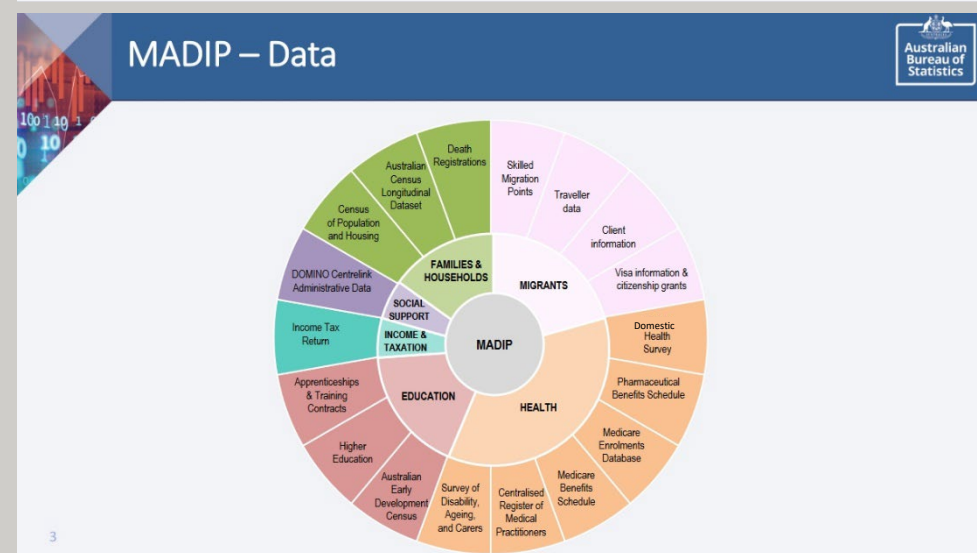 MADIP – Data
Australian
Bureau of
Statistics
Death
Registrations
Skilled
Migration
Points
Traveller
data
Client
information
Visa information &
citizenship grants
Australian
Census
Longitudinal
Dataset
Census
of Population
and Housing
DOMINO Centrelink
Administrative Data
Income Tax
Return
Apprenticeships
& Training
Contracts
Higher
Education
Australian
Early
Development
Census
Survey of
Disability,
Ageing,
and Carers
Centralised
Register of
Medical
Practitioners
Medicare
Benefits
Schedule
Medicare
Enrolments
Database
Pharmaceutical
Benefits Schedule
Domestic
Health
Survey
FAMILIES &
HOUSEHOLDS
MIGRANTS
SOCIAL
SUPPORT
INCOME &
TAXATION
MADIP
EDUCATION
HEALTH
3